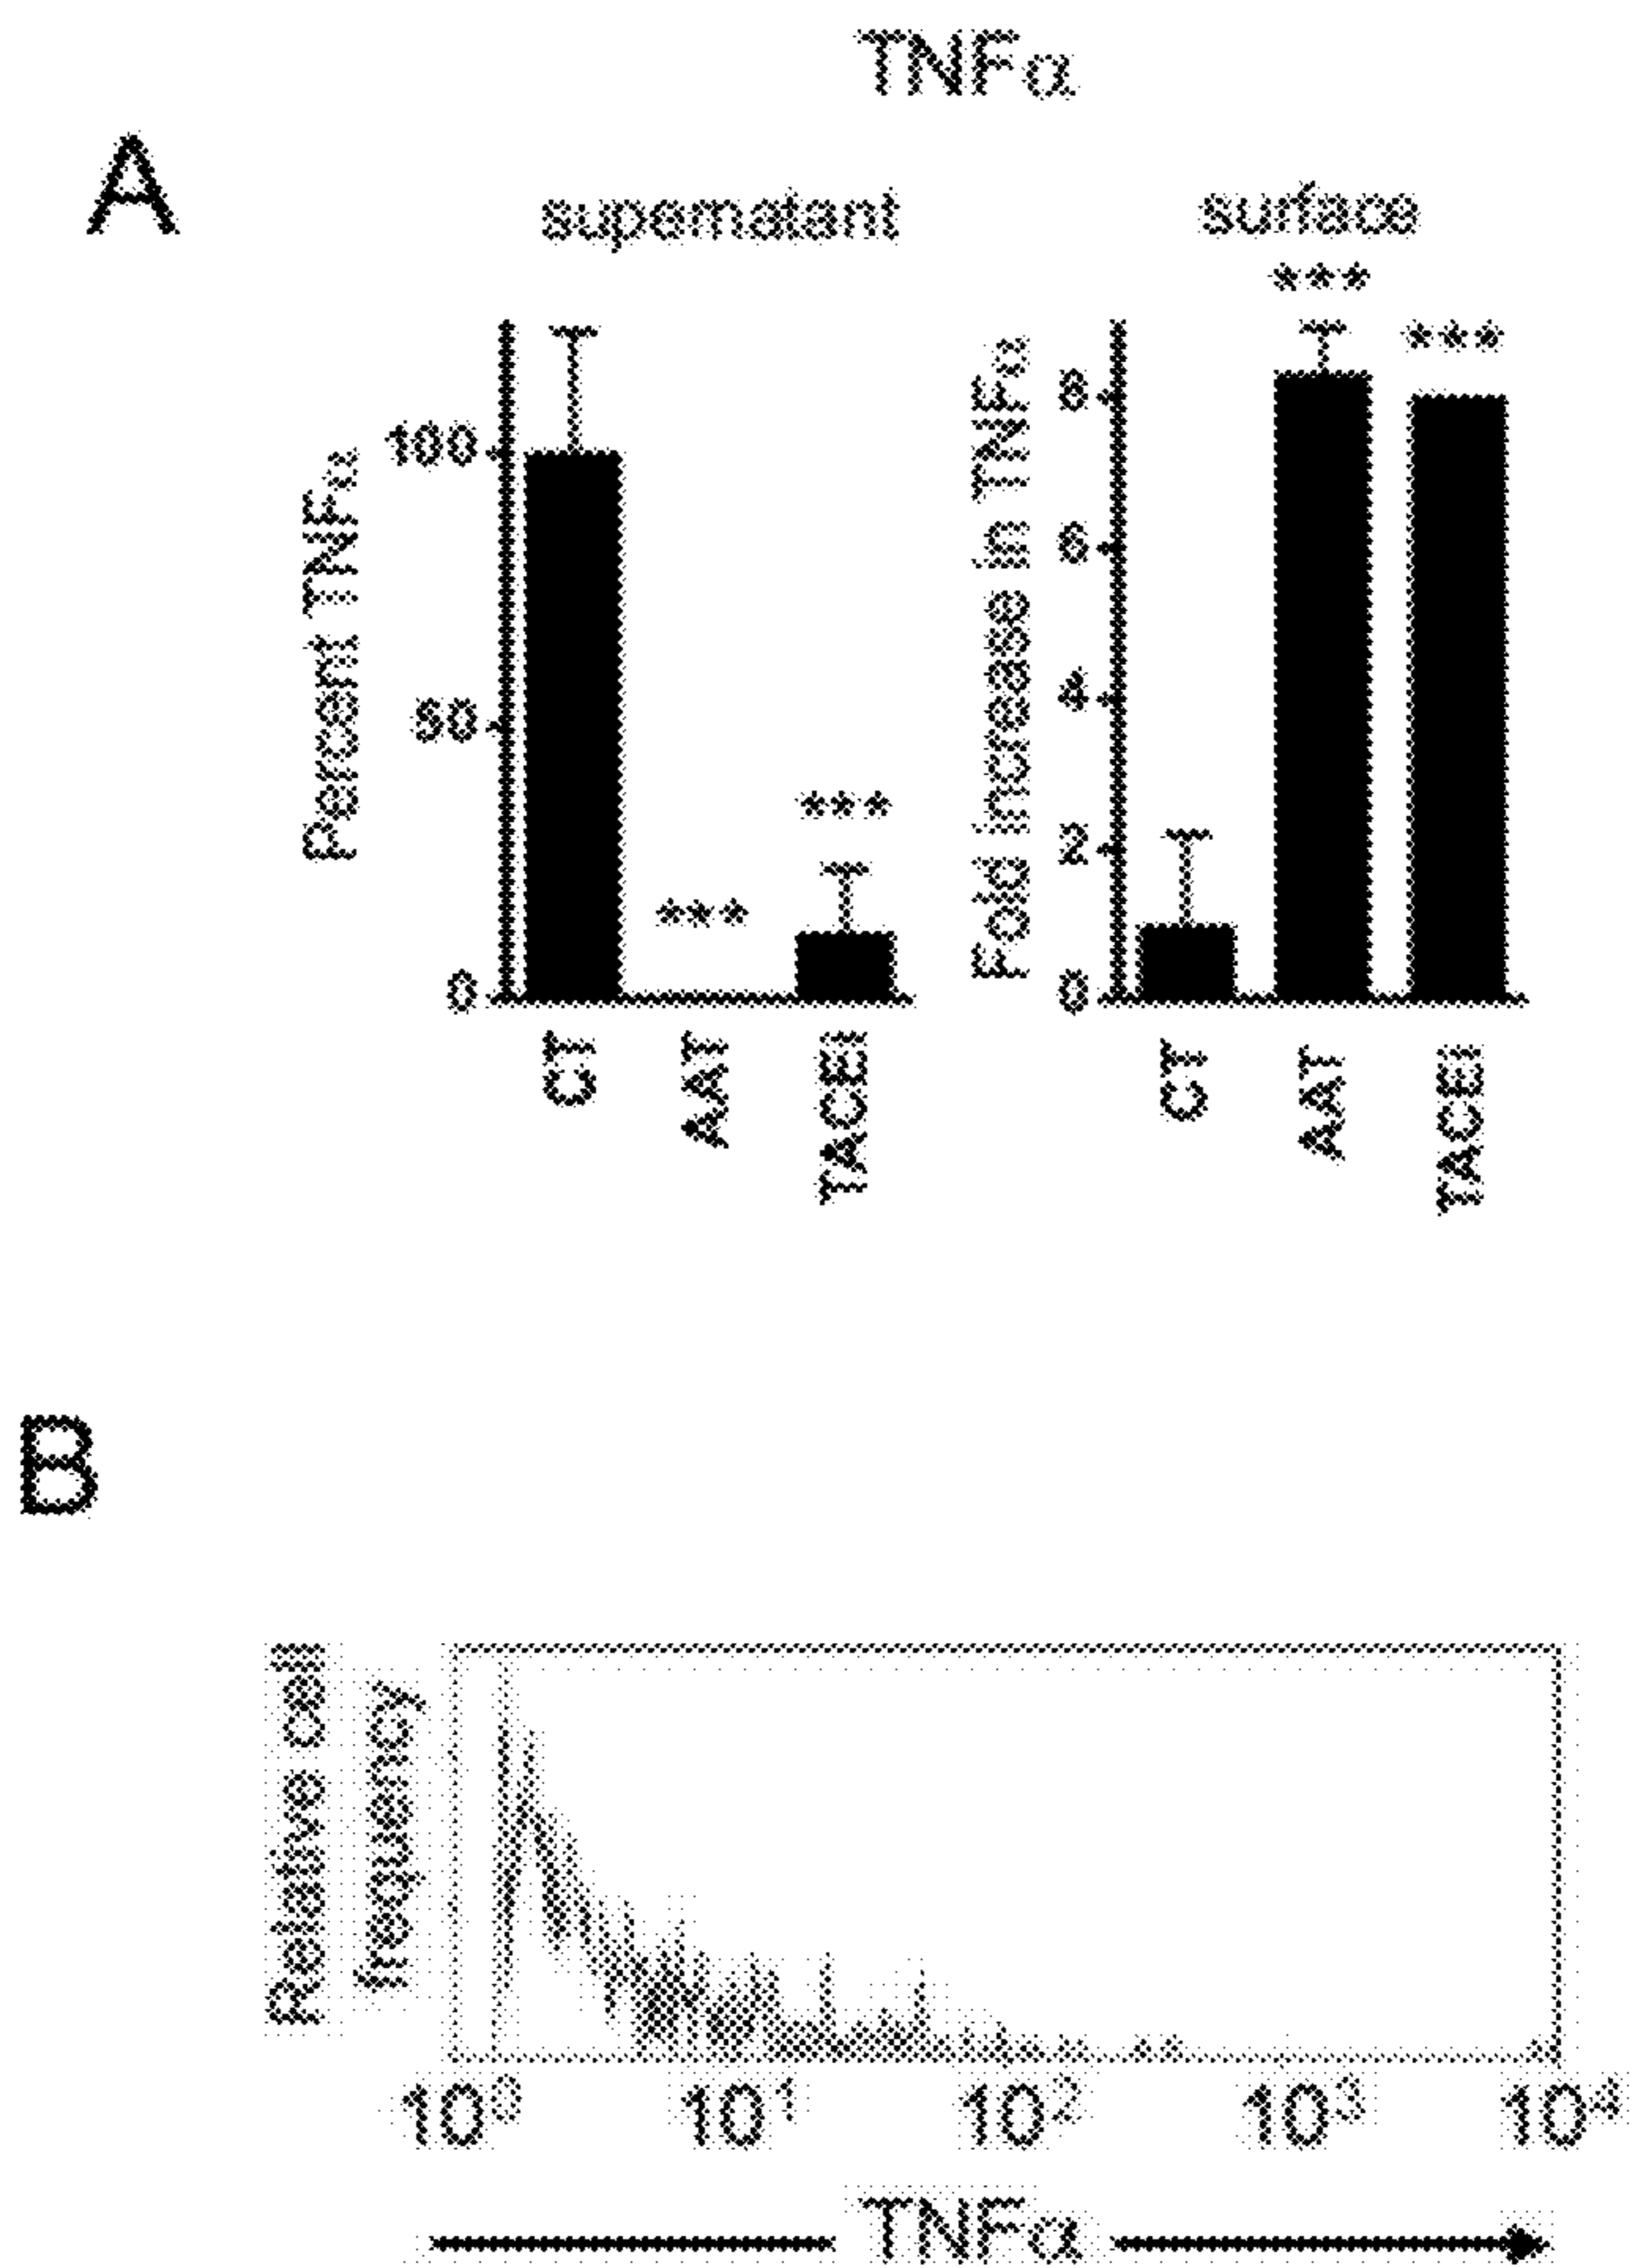 TNFα
A
supernatant
surface
***
***
Percent TNFα
100
50
0
***
***
CT
AAT
TACEI
Fold increase in TNFα
8
6
4
2
0
CT
AAT
TACEI
B
Relative cell
frequency
10⁰ 10¹ 10² 10³ 10⁴
TNFα